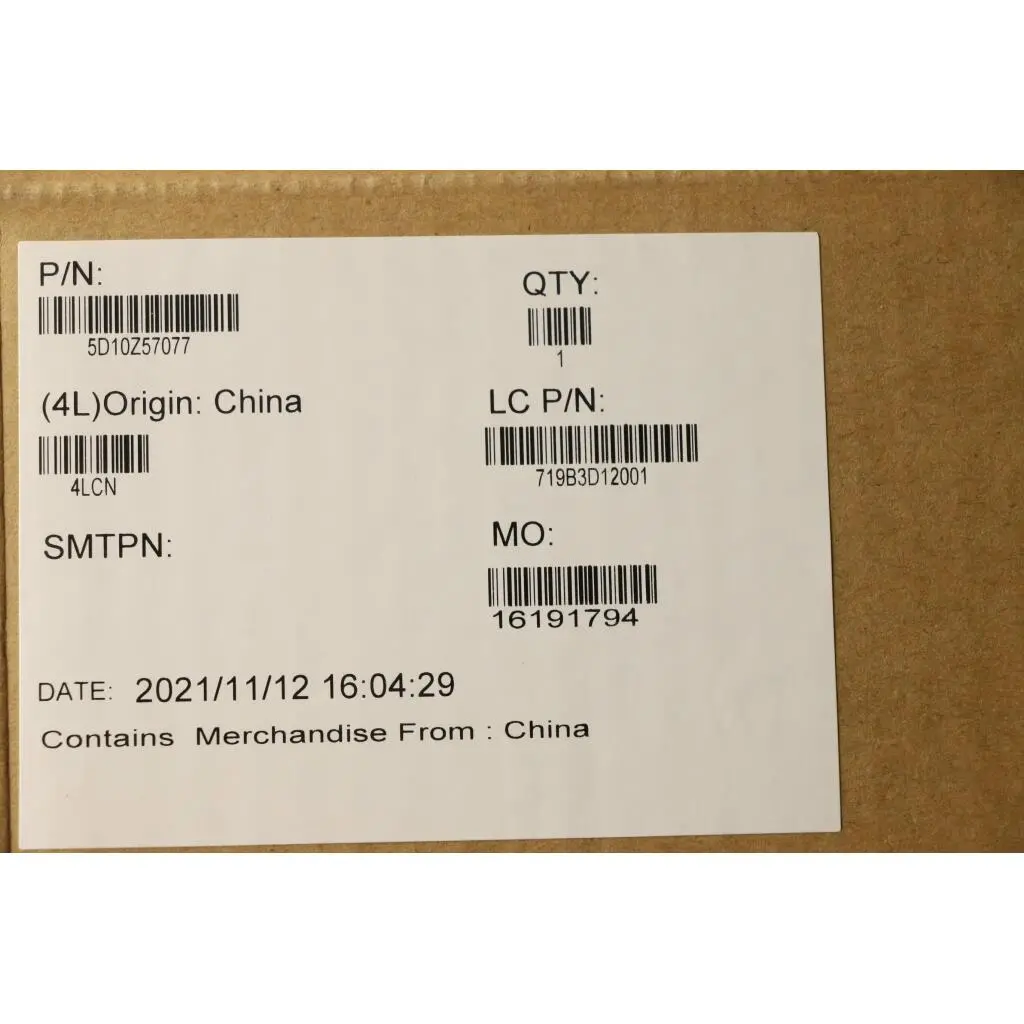 P/N:
5D10Z57077
QTY:
1
(4L)Origin: China
4LCN
LC P/N:
719B3D12001
SMTPN:
MO:
16191794
DATE: 2021/11/12 16:04:29
Contains Merchandise From : China